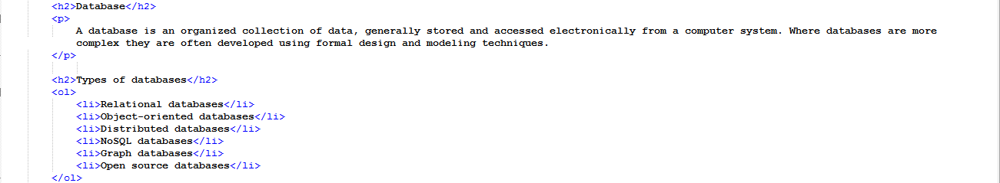 <h2>Database</h2>
<p>
A database is an organized collection of data, generally stored and accessed electronically from a computer system. Where databases are more
complex they are often developed using formal design and modeling techniques.
</p>
<h2>Types of databases</h2>
<ol>
<li>Relational databases</li>
<li>Object-oriented databases</li>
<li>Distributed databases</li>
<li>NoSQL databases</li>
<li>Graph databases</li>
<li>Open source databases</li>
</ol>